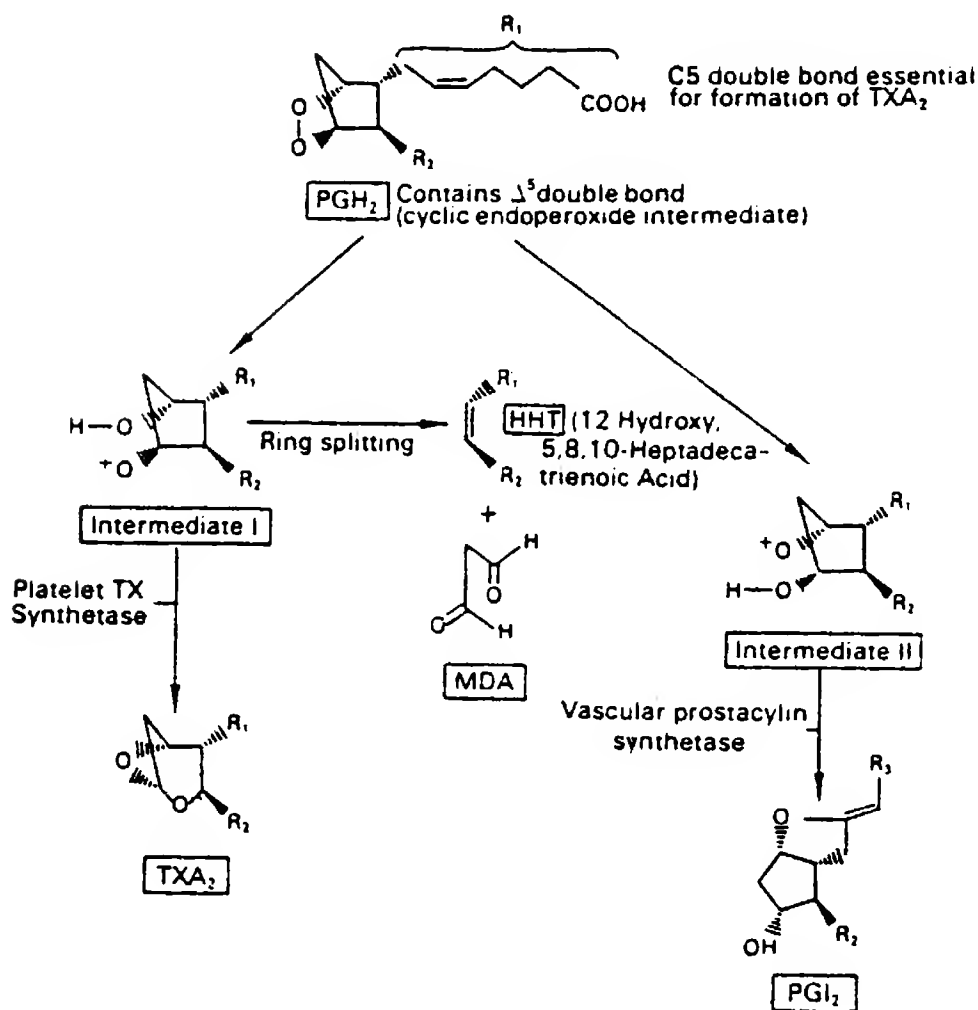 R₁
C5 double bond essential
for formation of TXA₂
O
O
COOH
R₂
PGH₂ Contains Δ⁵ double bond
(cyclic endoperoxide intermediate)
R₁
H—O
⁺O
R₂
Intermediate I
Ring splitting
R₁
R₂
HHT (12 Hydroxy,
5,8,10-Heptadeca-
trienoic Acid)
+
H
O
O
H
MDA
R₁
⁺O
H—O
R₂
Intermediate II
Platelet TX
Synthetase
Vascular prostacylin
synthetase
O
R₁
O
R₂
TXA₂
R₃
O
OH
R₂
PGI₂